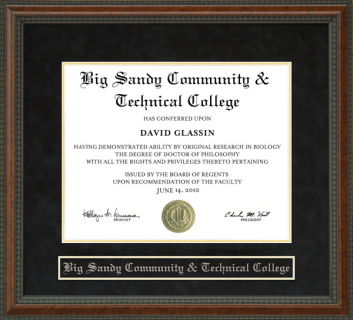 Big Sandy Community &
Technical College
HAS CONFERRED UPON
DAVID GLASSIN
HAVING DEMONSTRATED ABILITY BY ORIGINAL RESEARCH IN BIOLOGY
THE DEGREE OF DOCTOR OF PHILOSOPHY
WITH ALL THE RIGHTS AND PRIVILEGES THERETO PERTAINING
ISSUED BY THE BOARD OF REGENTS
UPON RECOMMENDATION OF THE FACULTY
JUNE 14, 2010
PROVOST
PRESIDENT
Big Sandy Community & Technical College